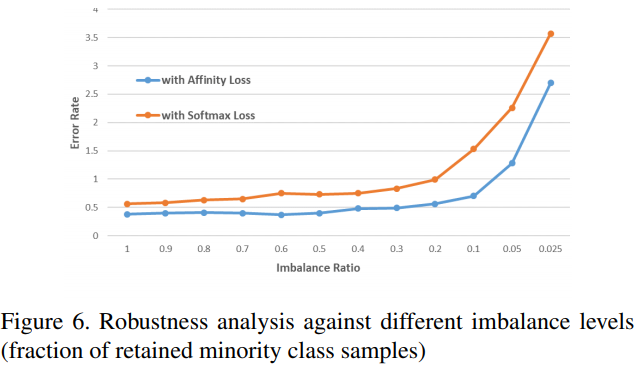 4
3.5
3
2.5
2
1.5
1
0.5
0
Error Rate
with Affinity Loss
with Softmax Loss
1 0.9 0.8 0.7 0.6 0.5 0.4 0.3 0.2 0.1 0.05 0.025
Imbalance Ratio
Figure 6. Robustness analysis against different imbalance levels
(fraction of retained minority class samples)